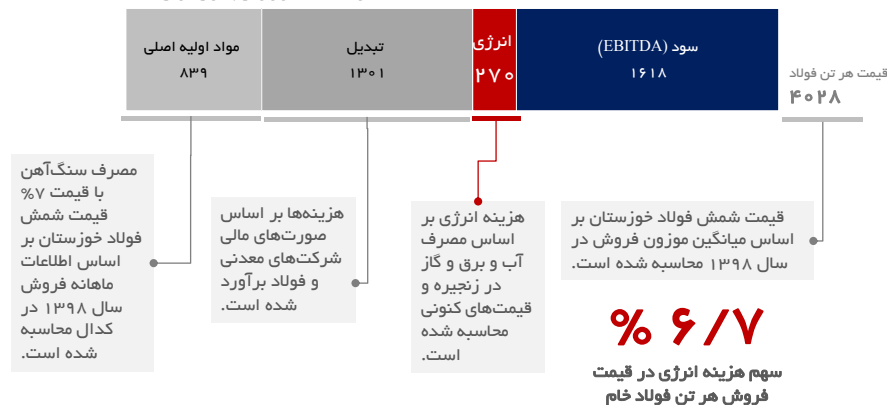 سود (EBITDA)
۱۶۱۸
انرژی
۲۷۰
تبدیل
۱۳۰۱
مواد اولیه اصلی
۸۳۹
قیمت هر تن فولاد
۴۰۲۸
قیمت شمش فولاد خوزستان بر
اساس میانگین موزون فروش در
سال ۱۳۹۸ محاسبه شده است.
هزینه انرژی بر
اساس مصرف
آب و برق و گاز
در زنجیره و
قیمت‌های کنونی
محاسبه شده
است.
هزینه‌ها بر اساس
صورت‌های مالی
شرکت‌های معدنی
و فولاد برآورد
شده است.
مصرف سنگ‌آهن
با قیمت ۷%
قیمت شمش
فولاد خوزستان بر
اساس اطلاعات
ماهانه فروش
سال ۱۳۹۸ در
کدال محاسبه
شده است.
% ۶/۷
سهم هزینه انرژی در قیمت
فروش هر تن فولاد خام